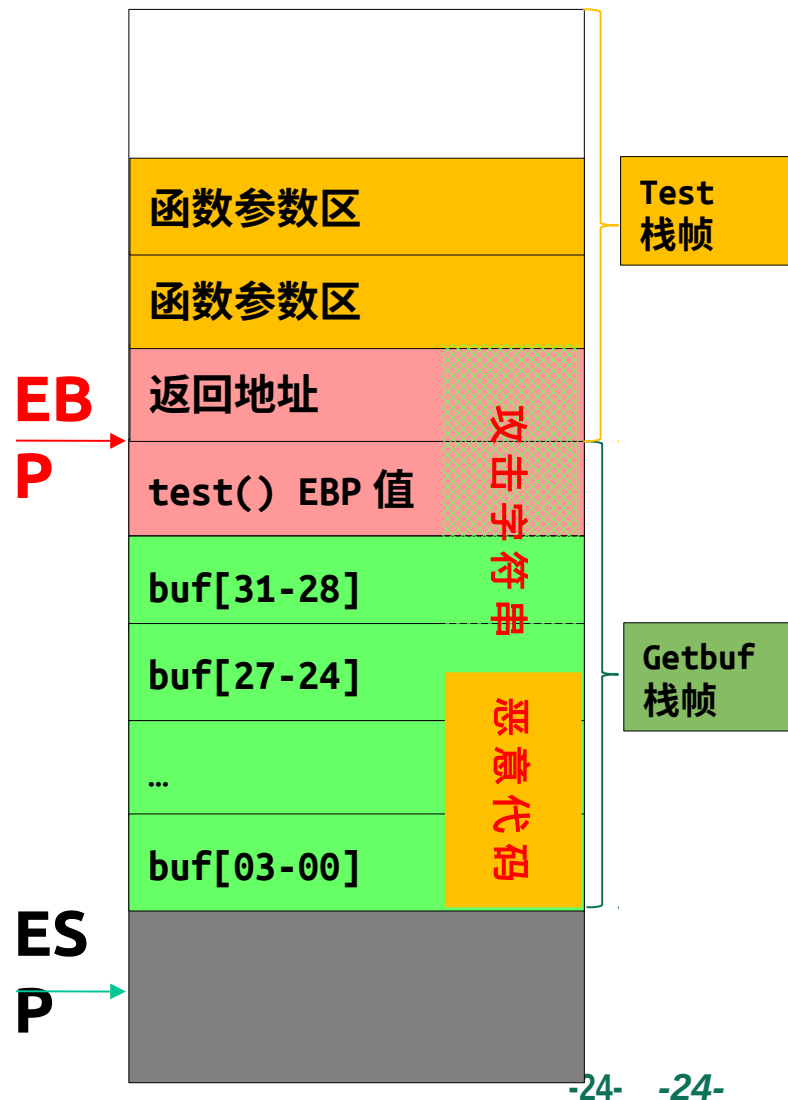 函数参数区
Test
栈帧
函数参数区
返回地址
EB
P
攻击字符串
test() EBP 值
buf[31-28]
buf[27-24]
Getbuf
栈帧
恶意代码
…
buf[03-00]
ES
P
-24- -24-